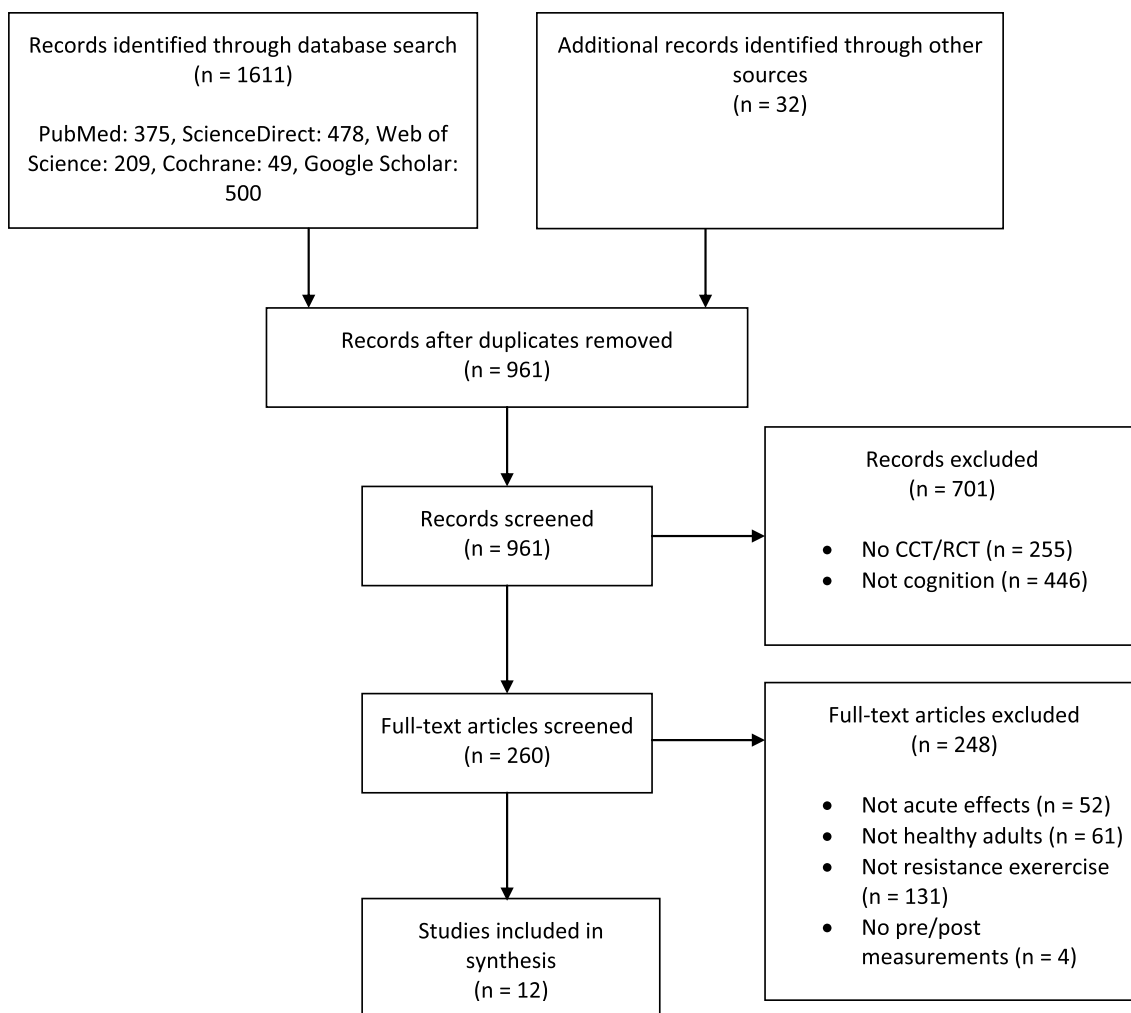 Records identified through database search
(n = 1611)
PubMed: 375, ScienceDirect: 478, Web of
Science: 209, Cochrane: 49, Google Scholar:
500
Additional records identified through other
sources
(n = 32)
Records after duplicates removed
(n = 961)
Records screened
(n = 961)
Records excluded
(n = 701)
• No CCT/RCT (n = 255)
• Not cognition (n = 446)
Full-text articles screened
(n = 260)
Full-text articles excluded
(n = 248)
• Not acute effects (n = 52)
• Not healthy adults (n = 61)
• Not resistance exerercise
(n = 131)
• No pre/post
measurements (n = 4)
Studies included in
synthesis
(n = 12)